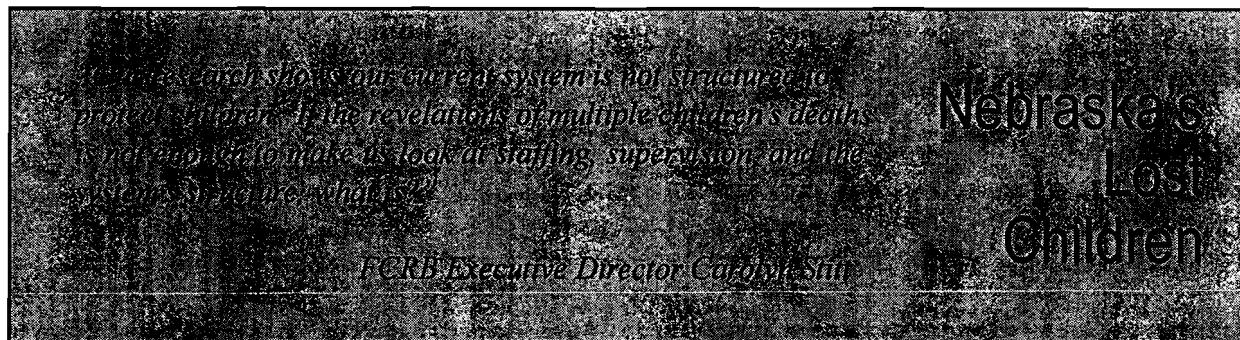 research shows our current system is not structured to
protect children. If the revelations of multiple children's deaths
is not enough to make us look at staffing, supervision, and the
system's structure, what is?"
FCRB Executive Director Carolyn Stitt
Nebraska's
Lost
Children